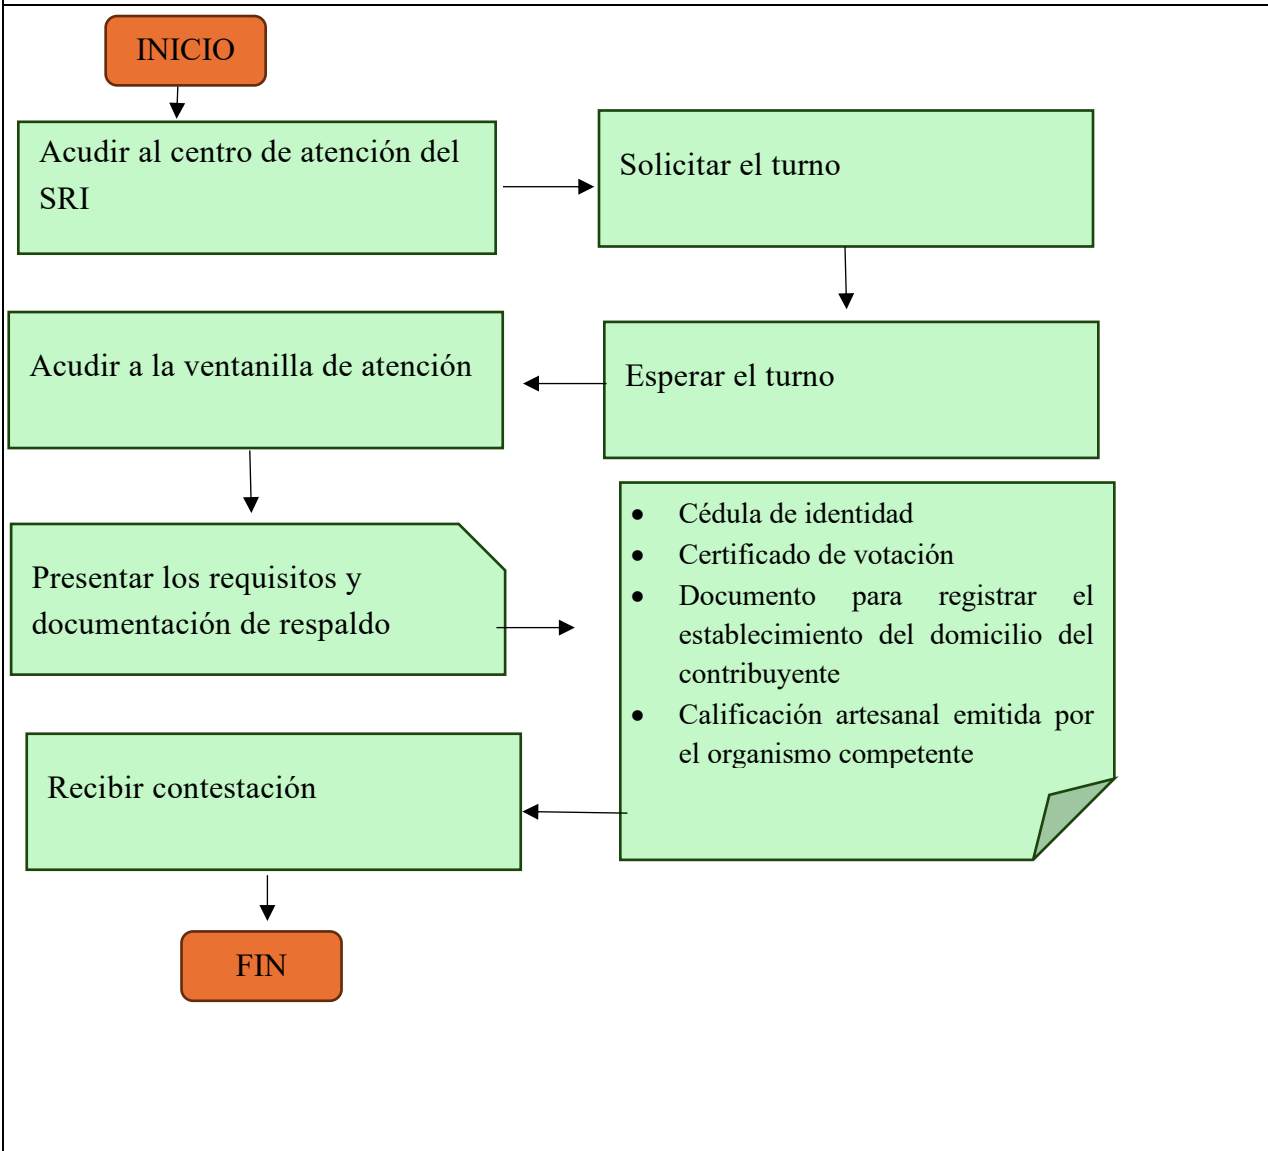 INICIO
Acudir al centro de atención del
SRI
Solicitar el turno
Esperar el turno
Acudir a la ventanilla de atención
Presentar los requisitos y
documentación de respaldo
• Cédula de identidad
• Certificado de votación
• Documento para registrar el
establecimiento del domicilio del
contribuyente
• Calificación artesanal emitida por
el organismo competente
Recibir contestación
FIN